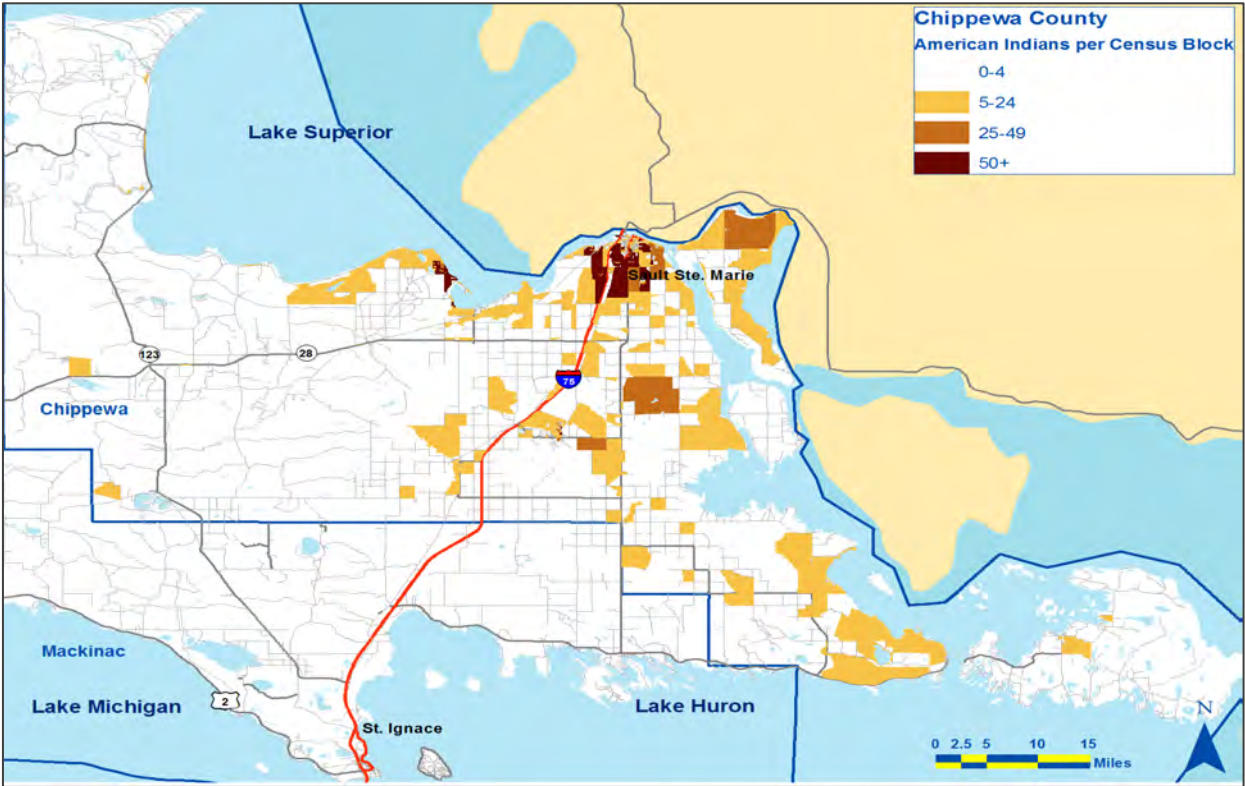 Chippewa County
American Indians per Census Block
0-4
5-24
25-49
50+
Lake Superior
Sault Ste. Marie
123
28
75
Chippewa
Mackinac
Lake Michigan
2
Lake Huron
St. Ignace
N
0 2.5 5 10 15
Miles